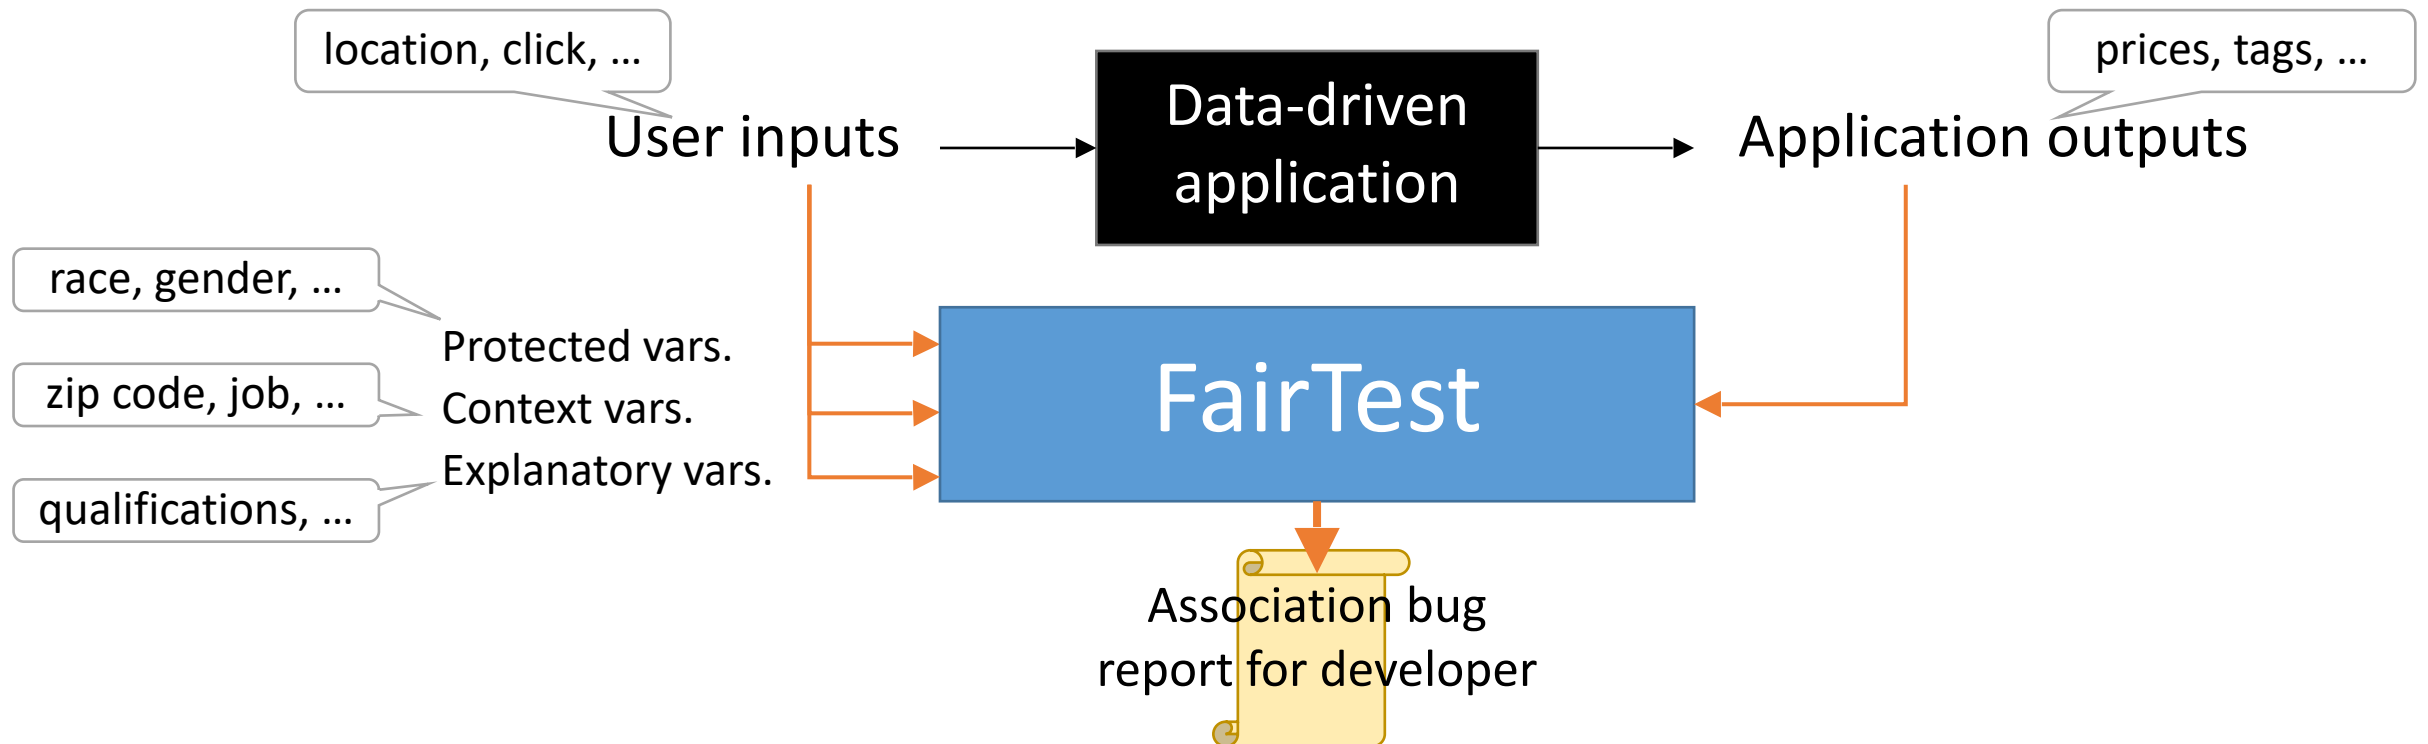 location, click, ...
prices, tags, ...
User inputs
Data-driven
application
Application outputs
race, gender, ...
Protected vars.
zip code, job, ...
Context vars.
Explanatory vars.
qualifications, ...
FairTest
Association bug
report for developer